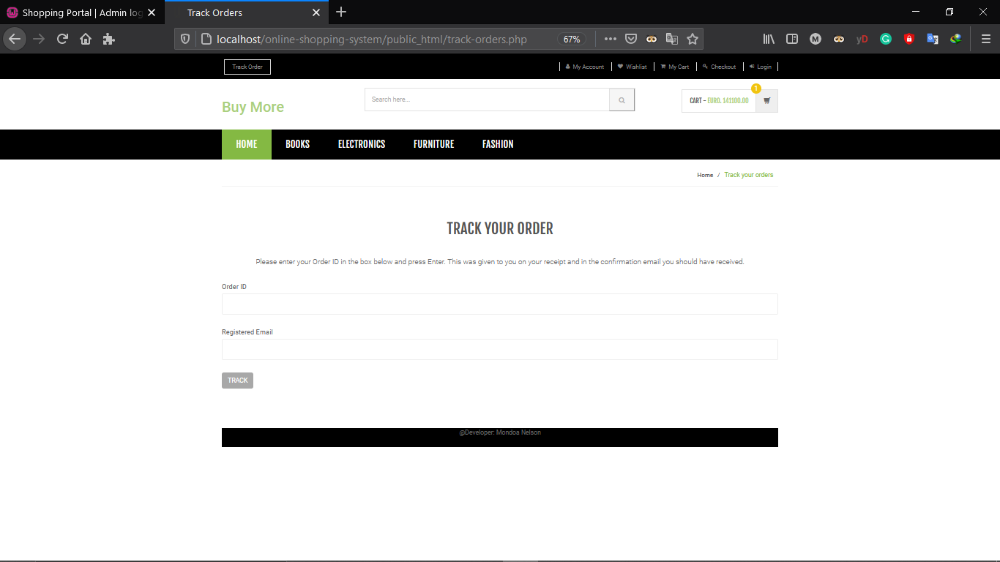 Shopping Portal | Admin log
Track Orders
localhost/online-shopping-system/public_html/track-orders.php
67%
M
yD
Track Order
My Account
Wishlist
My Cart
Checkout
Login
Buy More
Search here...
CART - EURO. 141100.00
1
HOME
BOOKS
ELECTRONICS
FURNITURE
FASHION
Home / Track your orders
TRACK YOUR ORDER
Please enter your Order ID in the box below and press Enter. This was given to you on your receipt and in the confirmation email you should have received.
Order ID
Registered Email
TRACK
@Developer: Mondoa Nelson